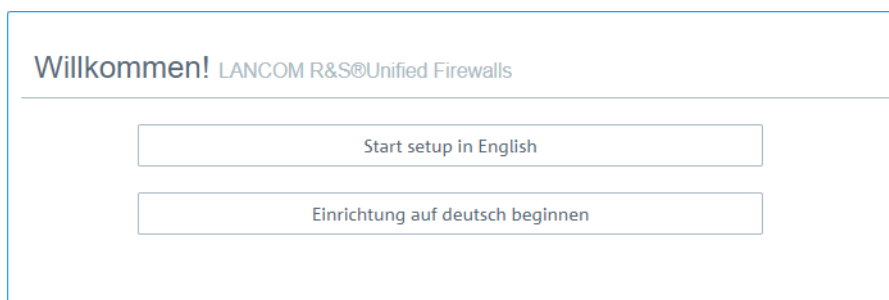 Willkommen! LANCOM R&S®Unified Firewalls
Start setup in English
Einrichtung auf deutsch beginnen